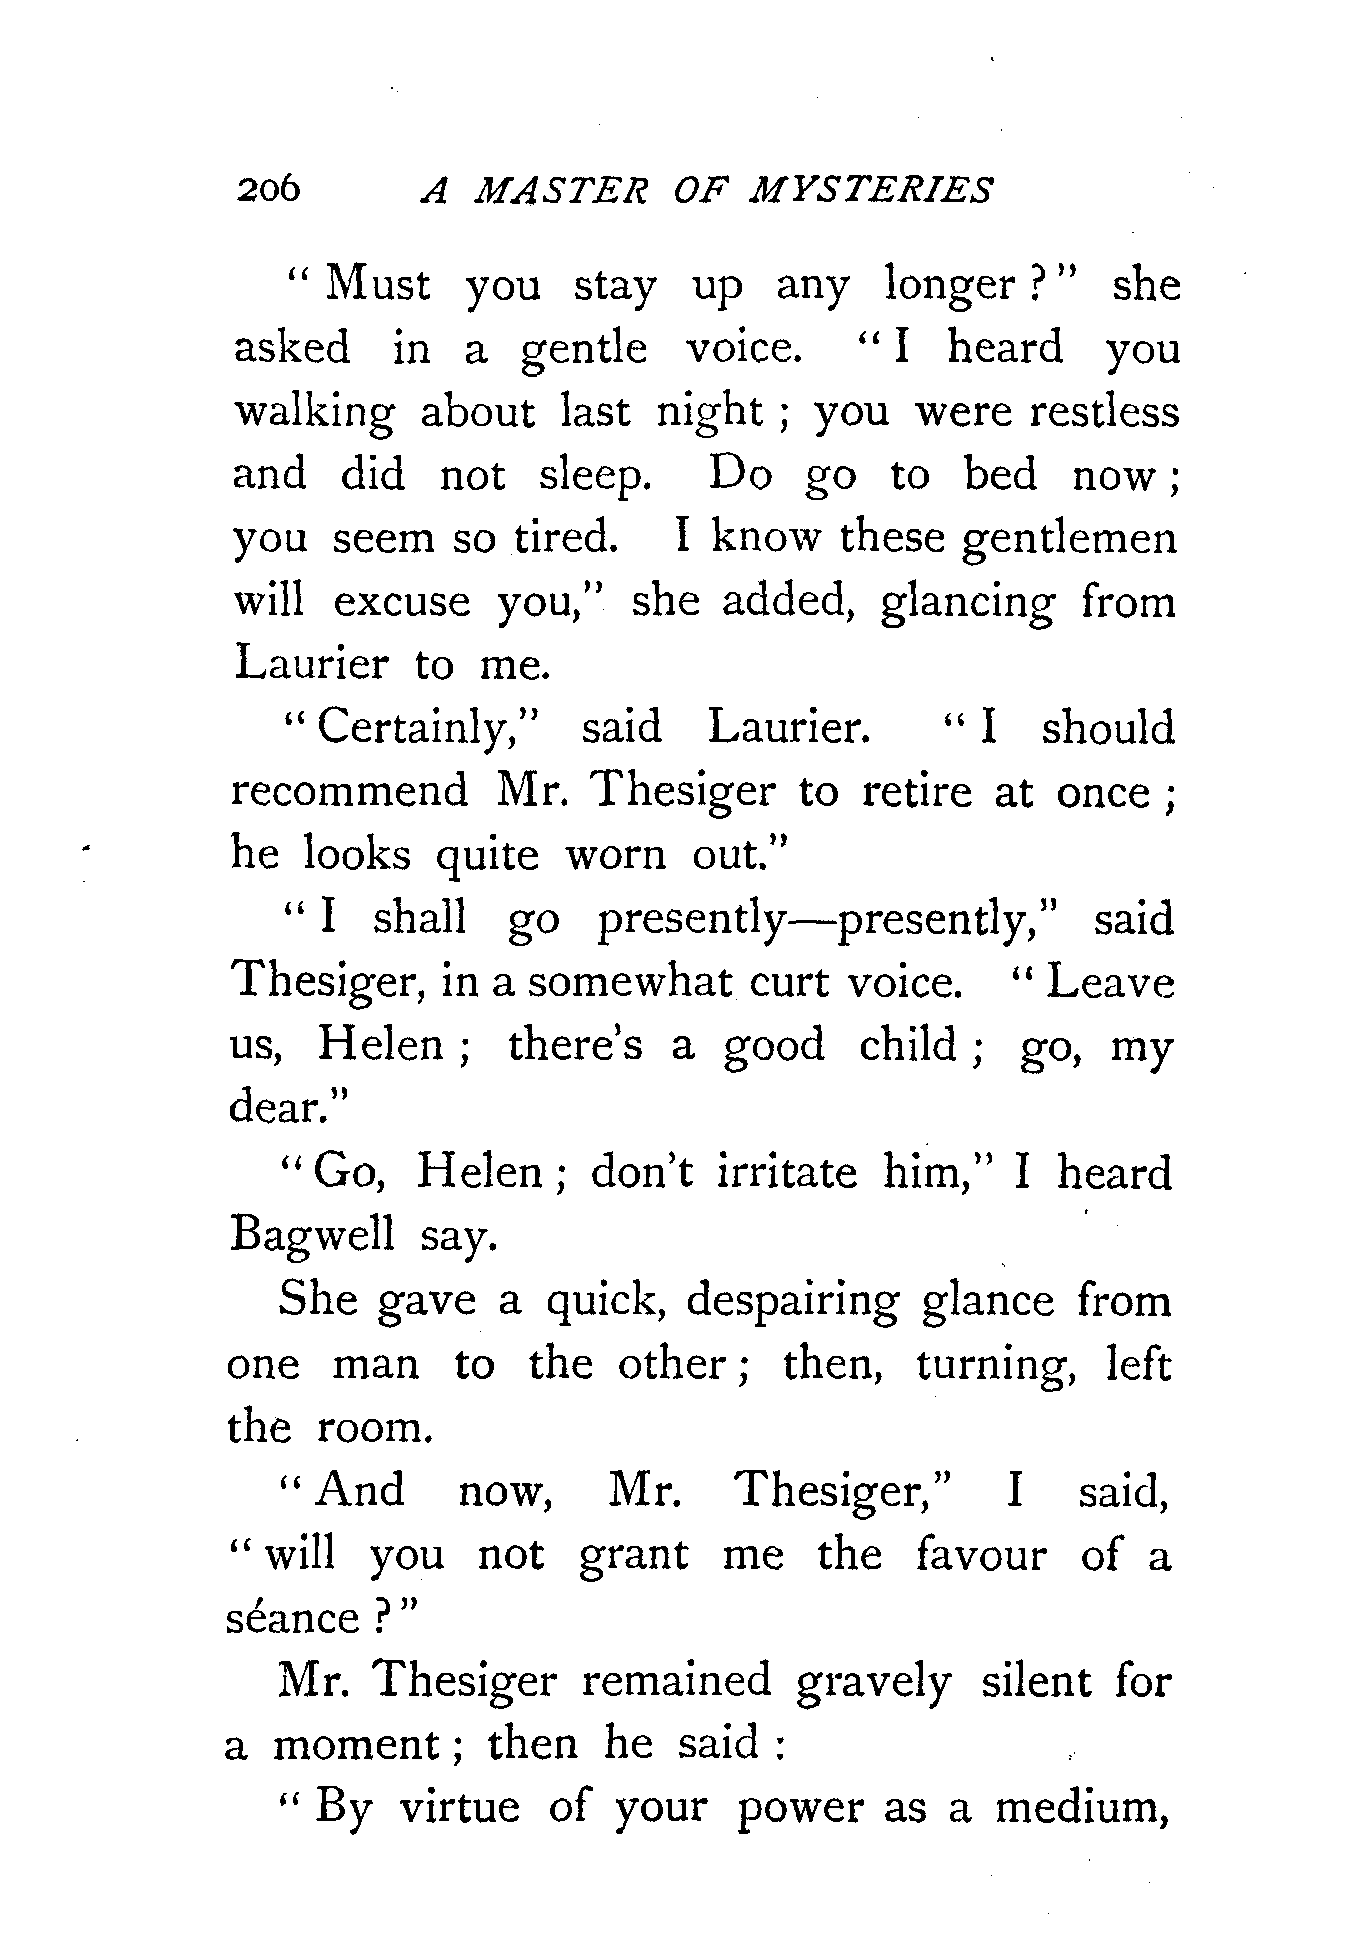 206 A MASTER OF MYSTERIES
“ Must you stay up any longer ? ” she
asked in a gentle voice. “ I heard you
walking about last night ; you were restless
and did not sleep. Do go to bed now ;
you seem so tired. I know these gentlemen
will excuse you,” she added, glancing from
Laurier to me.
“ Certainly,” said Laurier. “ I should
recommend Mr. Thesiger to retire at once ;
he looks quite worn out.”
“ I shall go presently—presently,” said
Thesiger, in a somewhat curt voice. “ Leave
us, Helen ; there’s a good child ; go, my
dear.”
“ Go, Helen ; don’t irritate him,” I heard
Bagwell say.
She gave a quick, despairing glance from
one man to the other ; then, turning, left
the room.
“ And now, Mr. Thesiger,” I said,
“ will you not grant me the favour of a
séance ? ”
Mr. Thesiger remained gravely silent for
a moment ; then he said :
“ By virtue of your power as a medium,